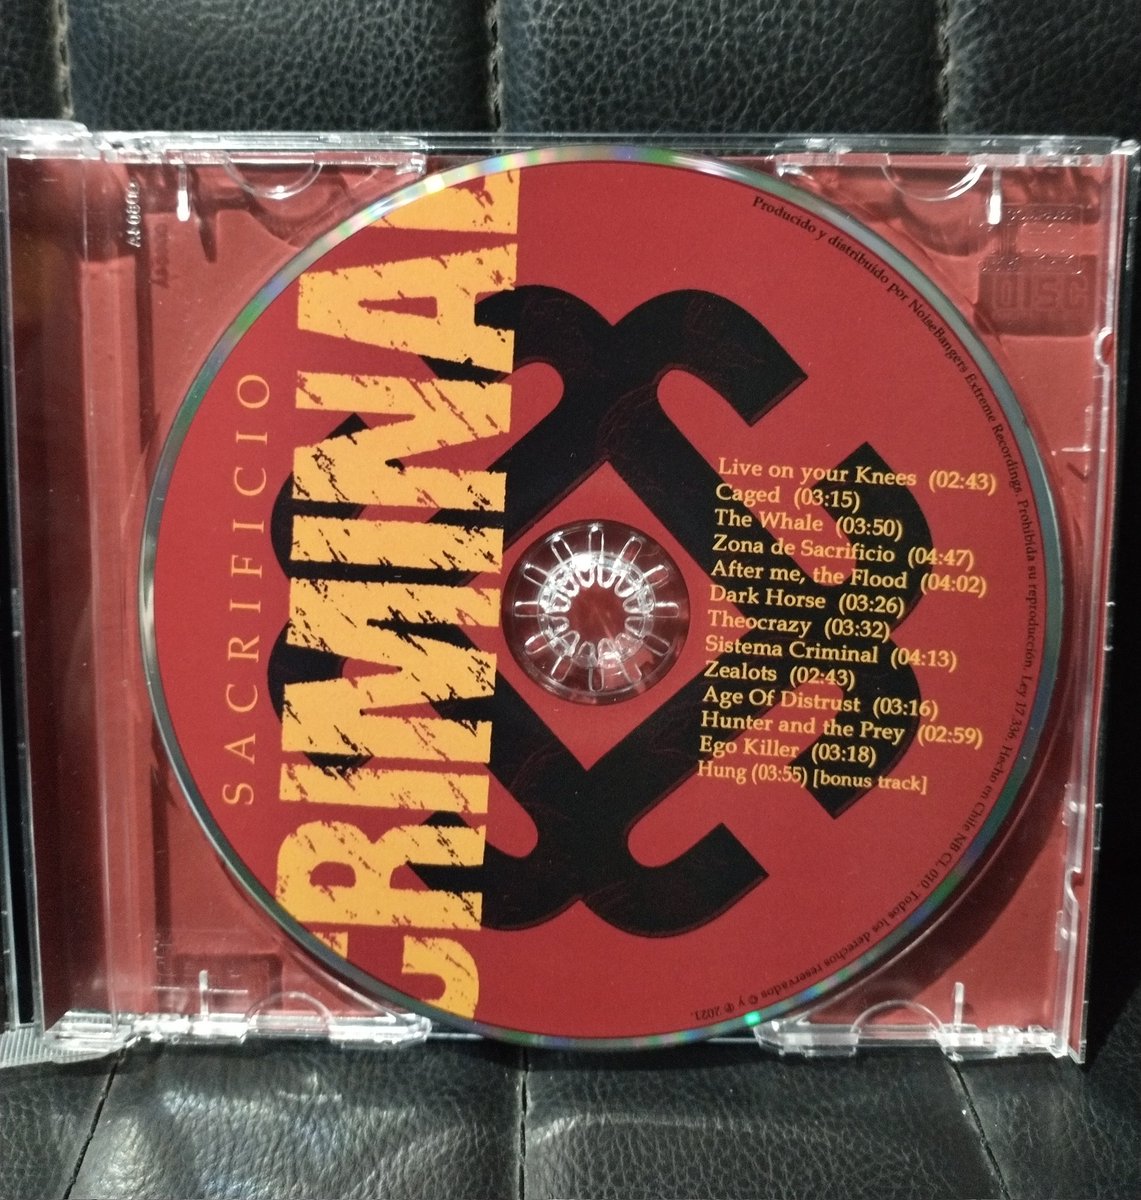 SACRIFICIO
CRIMINAL
Live on your Knees (02:43)
Caged (03:15)
The Whale (03:50)
Zona de Sacrificio (04:47)
After me, the Flood (04:02)
Dark Horse (03:26)
Theocrazy (03:32)
Sistema Criminal (04:13)
Zealots (02:43)
Age Of Distrust (03:16)
Hunter and the Prey (02:59)
Ego Killer (03:18)
Hung (03:55) [bonus track]
Producido y distribuído por NoiseBangers Extreme Recordings. Prohibída su reproducción. Ley 17.336. Hecho en Chile NB CL 010. Todos los derechos reservados © y ℗ 2021.
disc